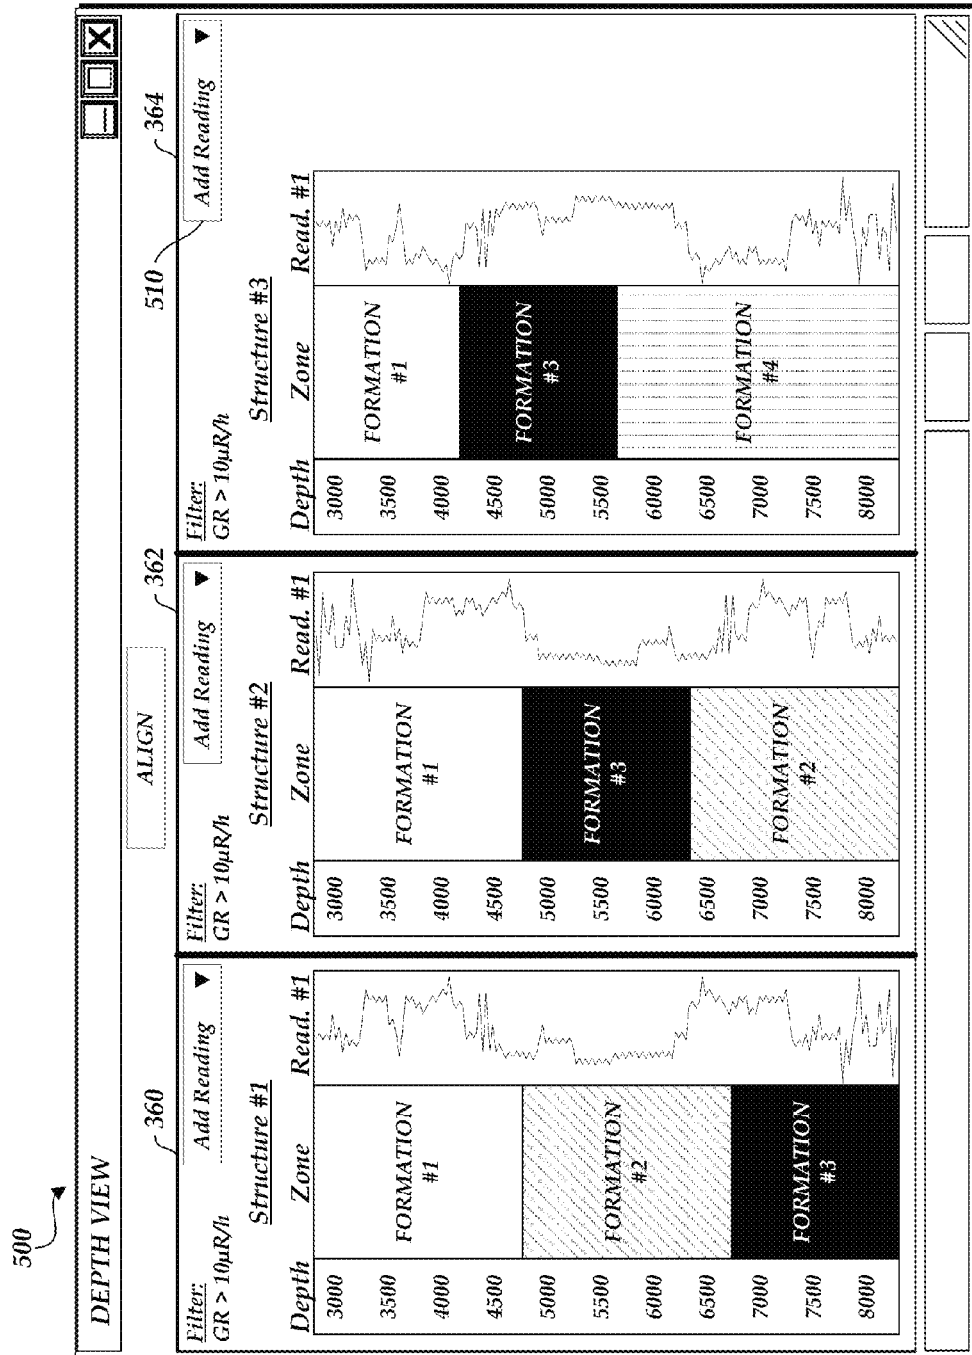 500
DEPTH VIEW
ALIGN
360
362
364
510
Filter:
GR > 10μR/h
Add Reading
Structure #1
Depth
Zone
Read. #1
3000
3500
4000
4500
5000
5500
6000
6500
7000
7500
8000
FORMATION
#1
FORMATION
#2
FORMATION
#3
Filter:
GR > 10μR/h
Add Reading
Structure #2
Depth
Zone
Read. #1
3000
3500
4000
4500
5000
5500
6000
6500
7000
7500
8000
FORMATION
#1
FORMATION
#3
FORMATION
#2
Filter:
GR > 10μR/h
Add Reading
Structure #3
Depth
Zone
Read. #1
3000
3500
4000
4500
5000
5500
6000
6500
7000
7500
8000
FORMATION
#1
FORMATION
#3
FORMATION
#4